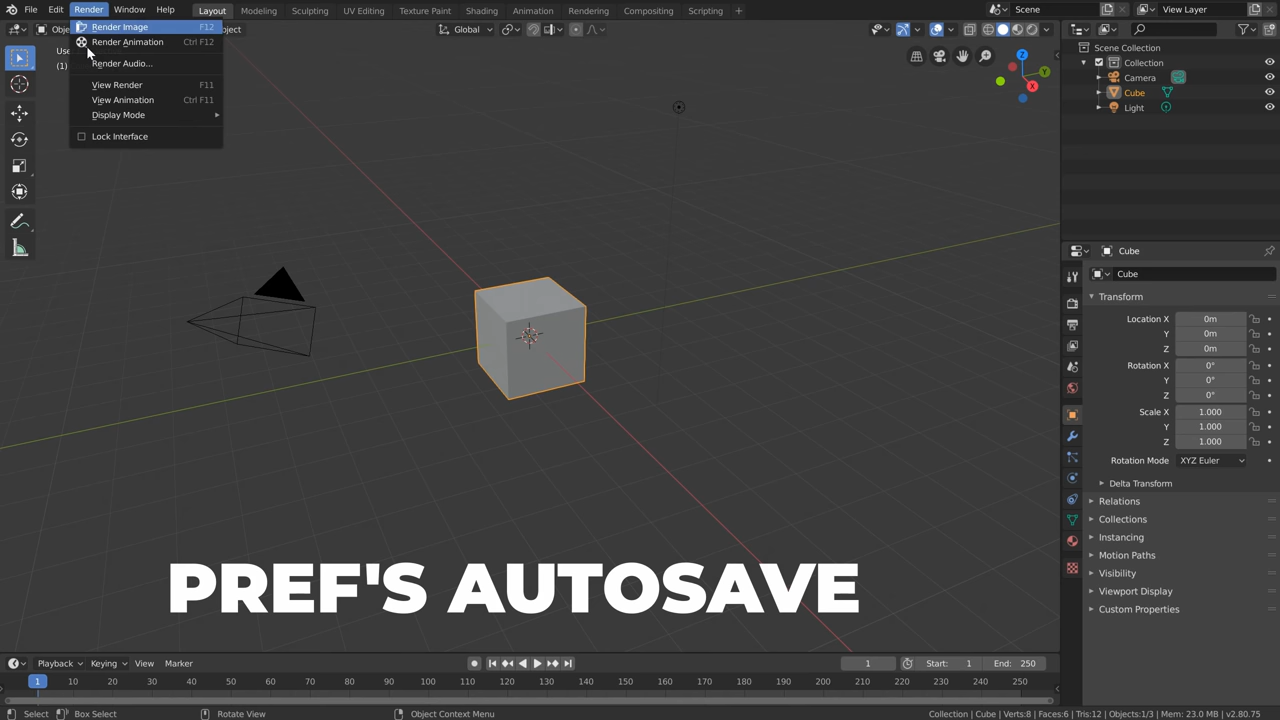 File Edit Render Window Help Layout Modeling Sculpting UV Editing Texture Paint Shading Animation Rendering Compositing Scripting + Scene View Layer
Render Image F12
Render Animation Ctrl F12
Render Audio...
View Render F11
View Animation Ctrl F11
Display Mode
Lock Interface
Obje
ject
Global
Use
(1)
Z
X
Y
Scene Collection
Collection
Camera
Cube
Light
Cube
Cube
Transform
Location X 0m
Y 0m
Z 0m
Rotation X 0°
Y 0°
Z 0°
Scale X 1.000
Y 1.000
Z 1.000
Rotation Mode XYZ Euler
Delta Transform
Relations
Collections
Instancing
Motion Paths
Visibility
Viewport Display
Custom Properties
PREF'S AUTOSAVE
Playback Keying View Marker 1 Start: 1 End: 250
1 10 20 30 40 50 60 70 80 90 100 110 120 130 140 150 160 170 180 190 200 210 220 230 240 250
Select Box Select Rotate View Object Context Menu Collection | Cube | Verts:8 | Faces:6 | Tris:12 | Objects:1/3 | Mem: 23.0 MB | v2.80.75